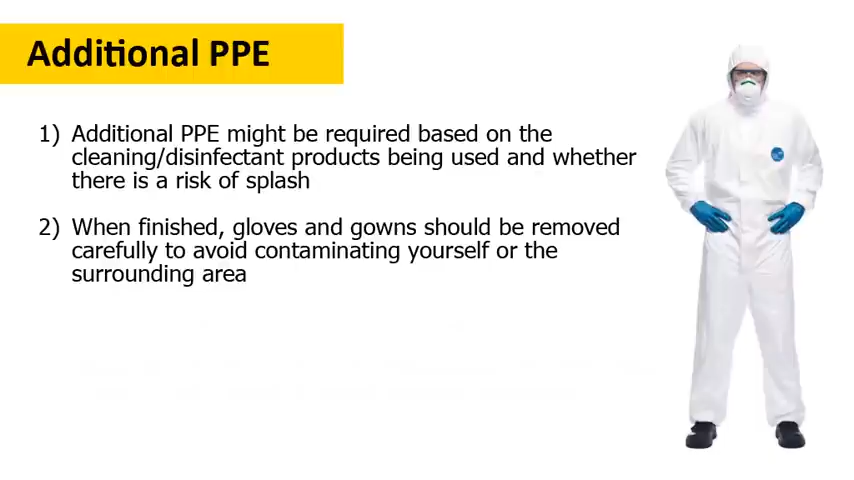 Additional PPE
1) Additional PPE might be required based on the
cleaning/disinfectant products being used and whether
there is a risk of splash
2) When finished, gloves and gowns should be removed
carefully to avoid contaminating yourself or the
surrounding area